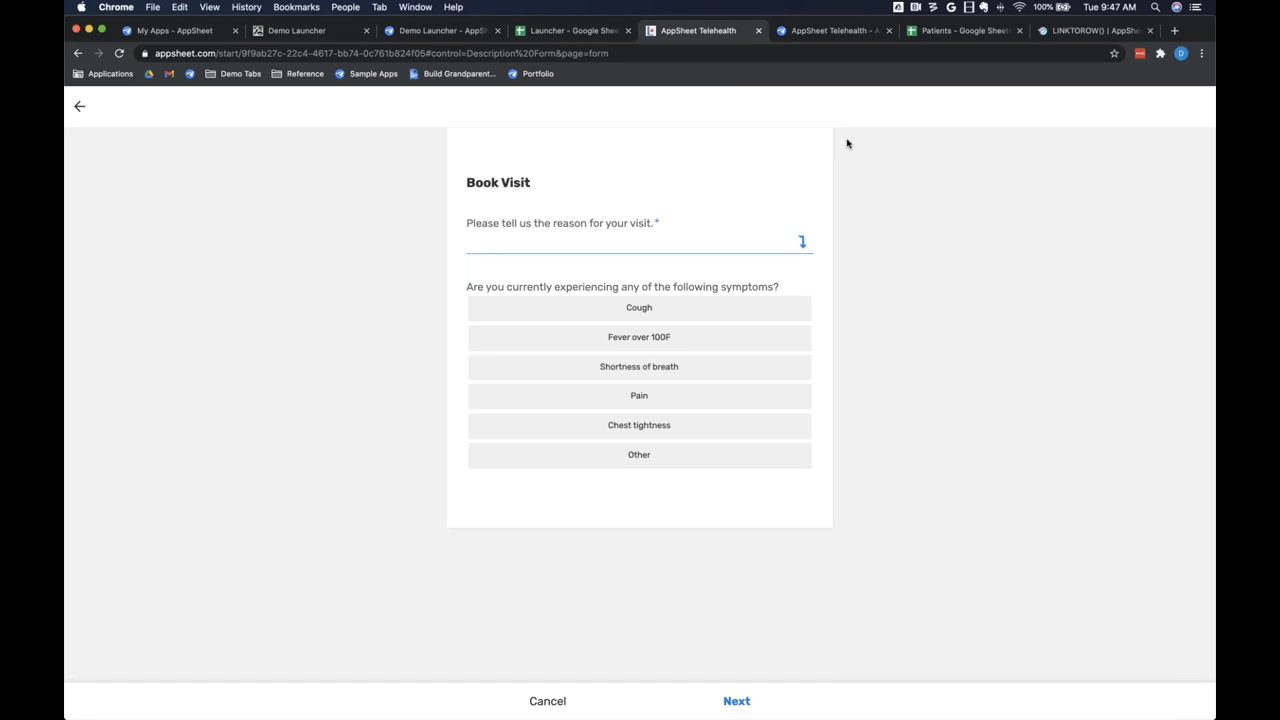 Chrome File Edit View History Bookmarks People Tab Window Help 100% Tue 9:47 AM
My Apps - AppSheet
Demo Launcher
Demo Launcher - AppSh
Launcher - Google Shee
AppSheet Telehealth
AppSheet Telehealth - A
Patients - Google Sheets
LINKTOROW() | AppShe
appsheet.com/start/9f9ab27c-22c4-4617-bb74-0c761b824f05#control=Description%20Form&page=form
D
Applications Demo Tabs Reference Sample Apps Build Grandparent... Portfolio
Book Visit
Please tell us the reason for your visit.*
Are you currently experiencing any of the following symptoms?
Cough
Fever over 100F
Shortness of breath
Pain
Chest tightness
Other
Cancel Next